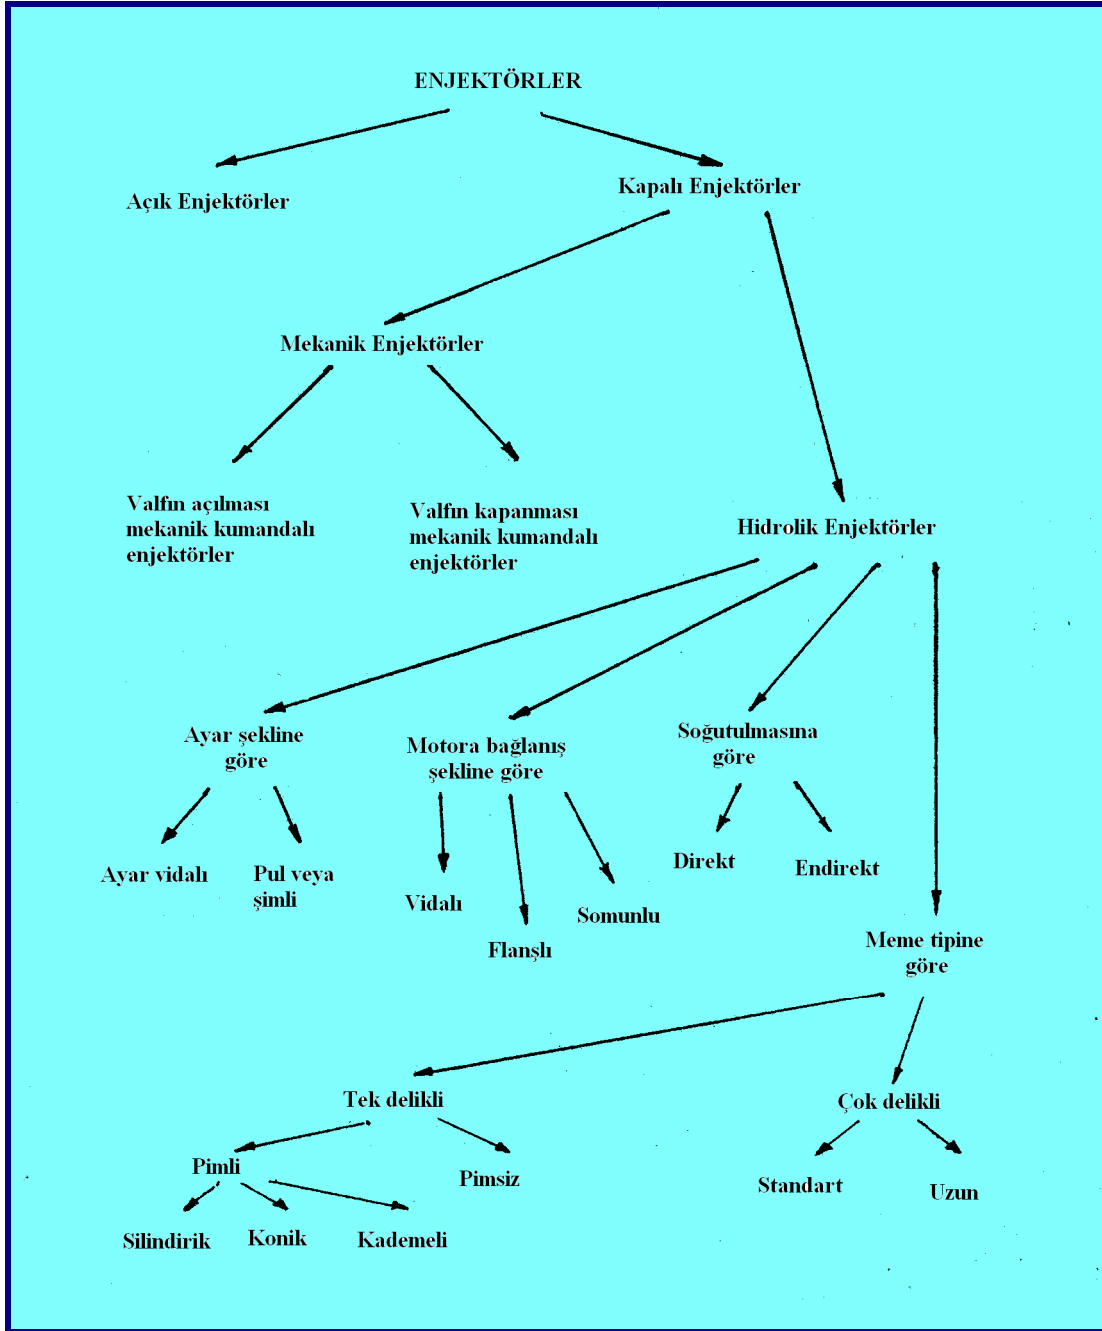 ENJEKTÖRLER
Açık Enjektörler
Kapalı Enjektörler
Mekanik Enjektörler
Valfın açılması
mekanik kumandalı
enjektörler
Valfın kapanması
mekanik kumandalı
enjektörler
Hidrolik Enjektörler
Ayar şekline
göre
Motora bağlanış
şekline göre
Soğutulmasına
göre
Ayar vidalı
Pul veya
şimli
Vidalı
Flanşlı
Somunlu
Direkt
Endirekt
Meme tipine
göre
Tek delikli
Çok delikli
Pimli
Pimsiz
Standart
Uzun
Silindirik
Konik
Kademeli